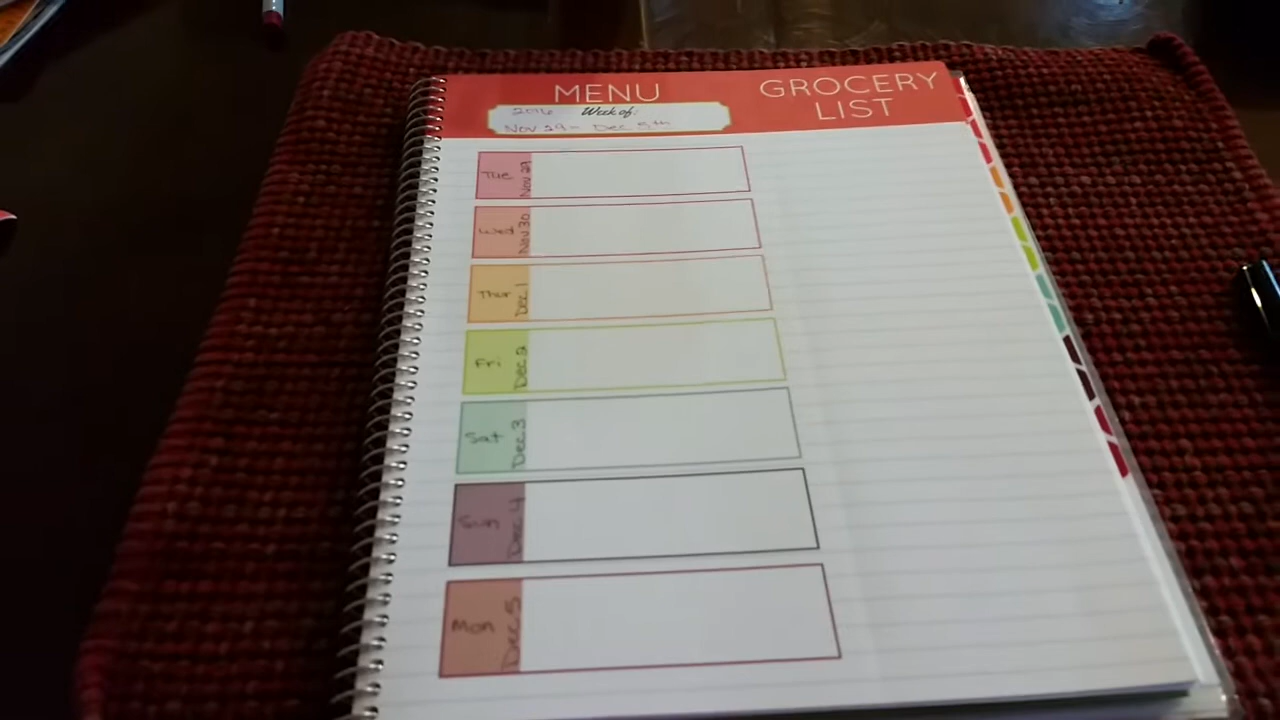 MENU
GROCERY
LIST
2016 Week of:
Nov 29 - Dec 5th
Tue
Nov 29
Wed
Nov 30
Thur
Dec. 1
Fri
Dec 2
Sat
Dec. 3
Sun
Dec. 4
Mon
Dec. 5